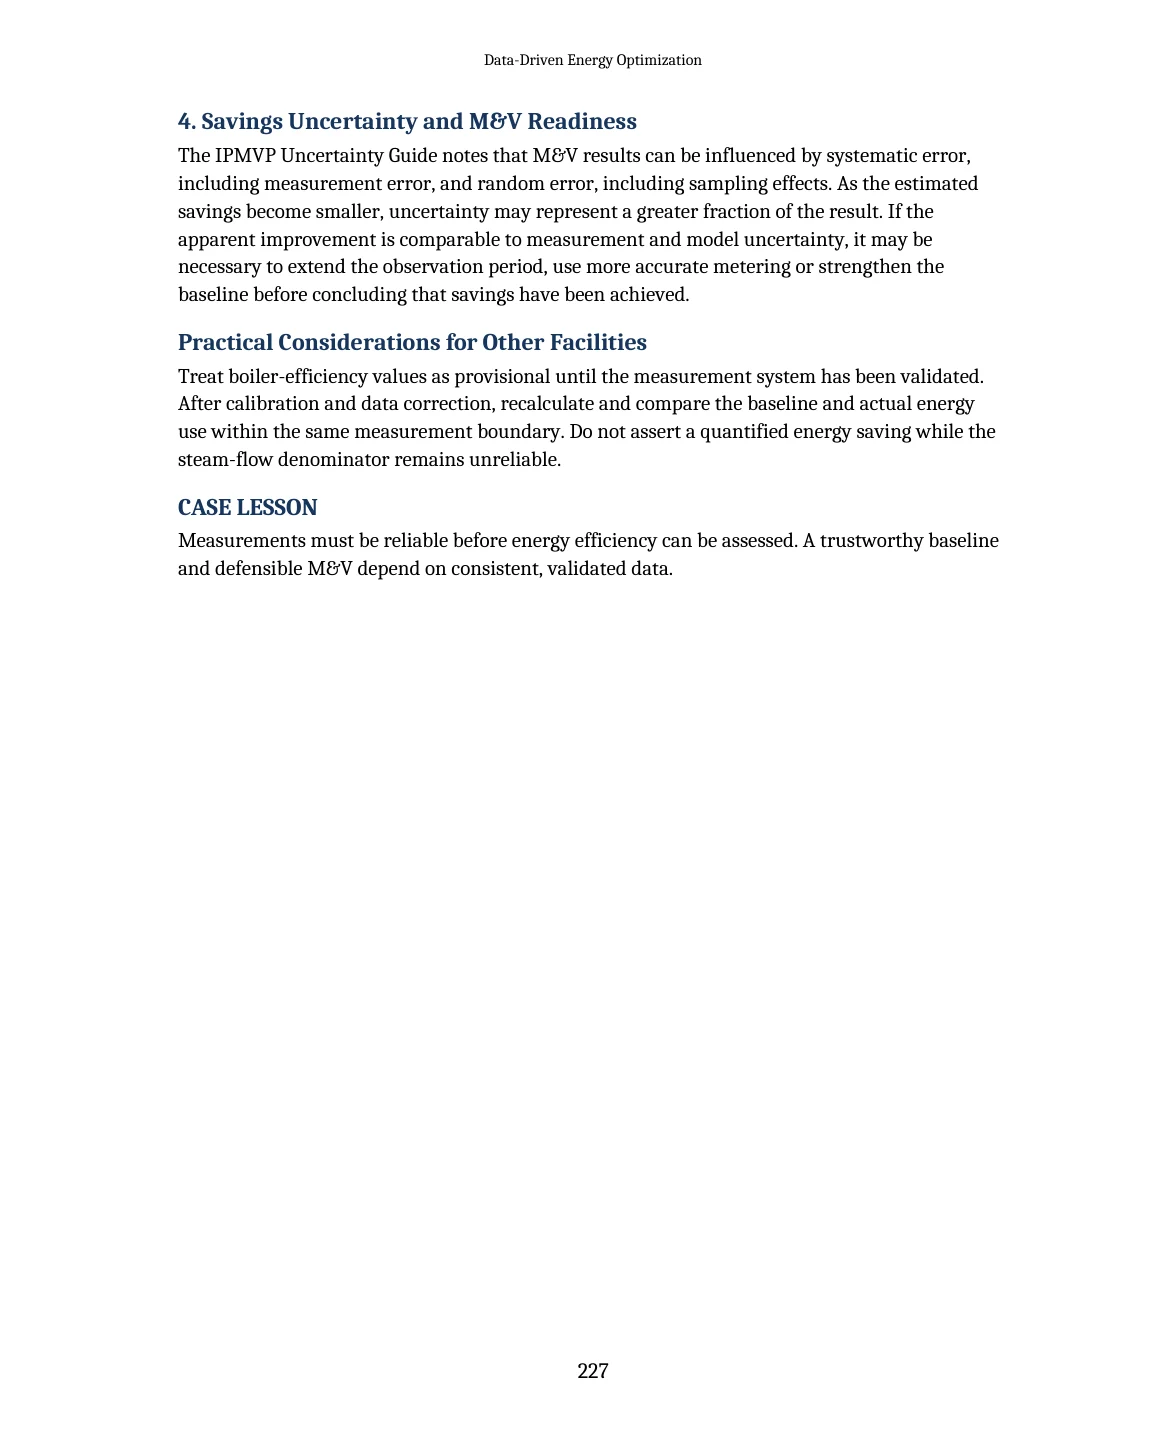 Data-Driven Energy Optimization
4. Savings Uncertainty and M&V Readiness
The IPMVP Uncertainty Guide notes that M&V results can be influenced by systematic error,
including measurement error, and random error, including sampling effects. As the estimated
savings become smaller, uncertainty may represent a greater fraction of the result. If the
apparent improvement is comparable to measurement and model uncertainty, it may be
necessary to extend the observation period, use more accurate metering or strengthen the
baseline before concluding that savings have been achieved.
Practical Considerations for Other Facilities
Treat boiler-efficiency values as provisional until the measurement system has been validated.
After calibration and data correction, recalculate and compare the baseline and actual energy
use within the same measurement boundary. Do not assert a quantified energy saving while the
steam-flow denominator remains unreliable.
CASE LESSON
Measurements must be reliable before energy efficiency can be assessed. A trustworthy baseline
and defensible M&V depend on consistent, validated data.
227